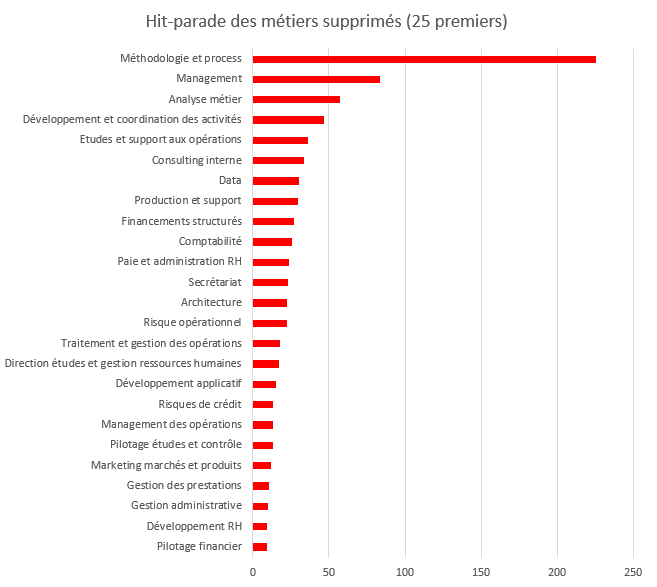 Hit-parade des métiers supprimés (25 premiers)
Méthodologie et process
Management
Analyse métier
Développement et coordination des activités
Etudes et support aux opérations
Consulting interne
Data
Production et support
Financements structurés
Comptabilité
Paie et administration RH
Secrétariat
Architecture
Risque opérationnel
Traitement et gestion des opérations
Direction études et gestion ressources humaines
Développement applicatif
Risques de crédit
Management des opérations
Pilotage études et contrôle
Marketing marchés et produits
Gestion des prestations
Gestion administrative
Développement RH
Pilotage financier
0 50 100 150 200 250